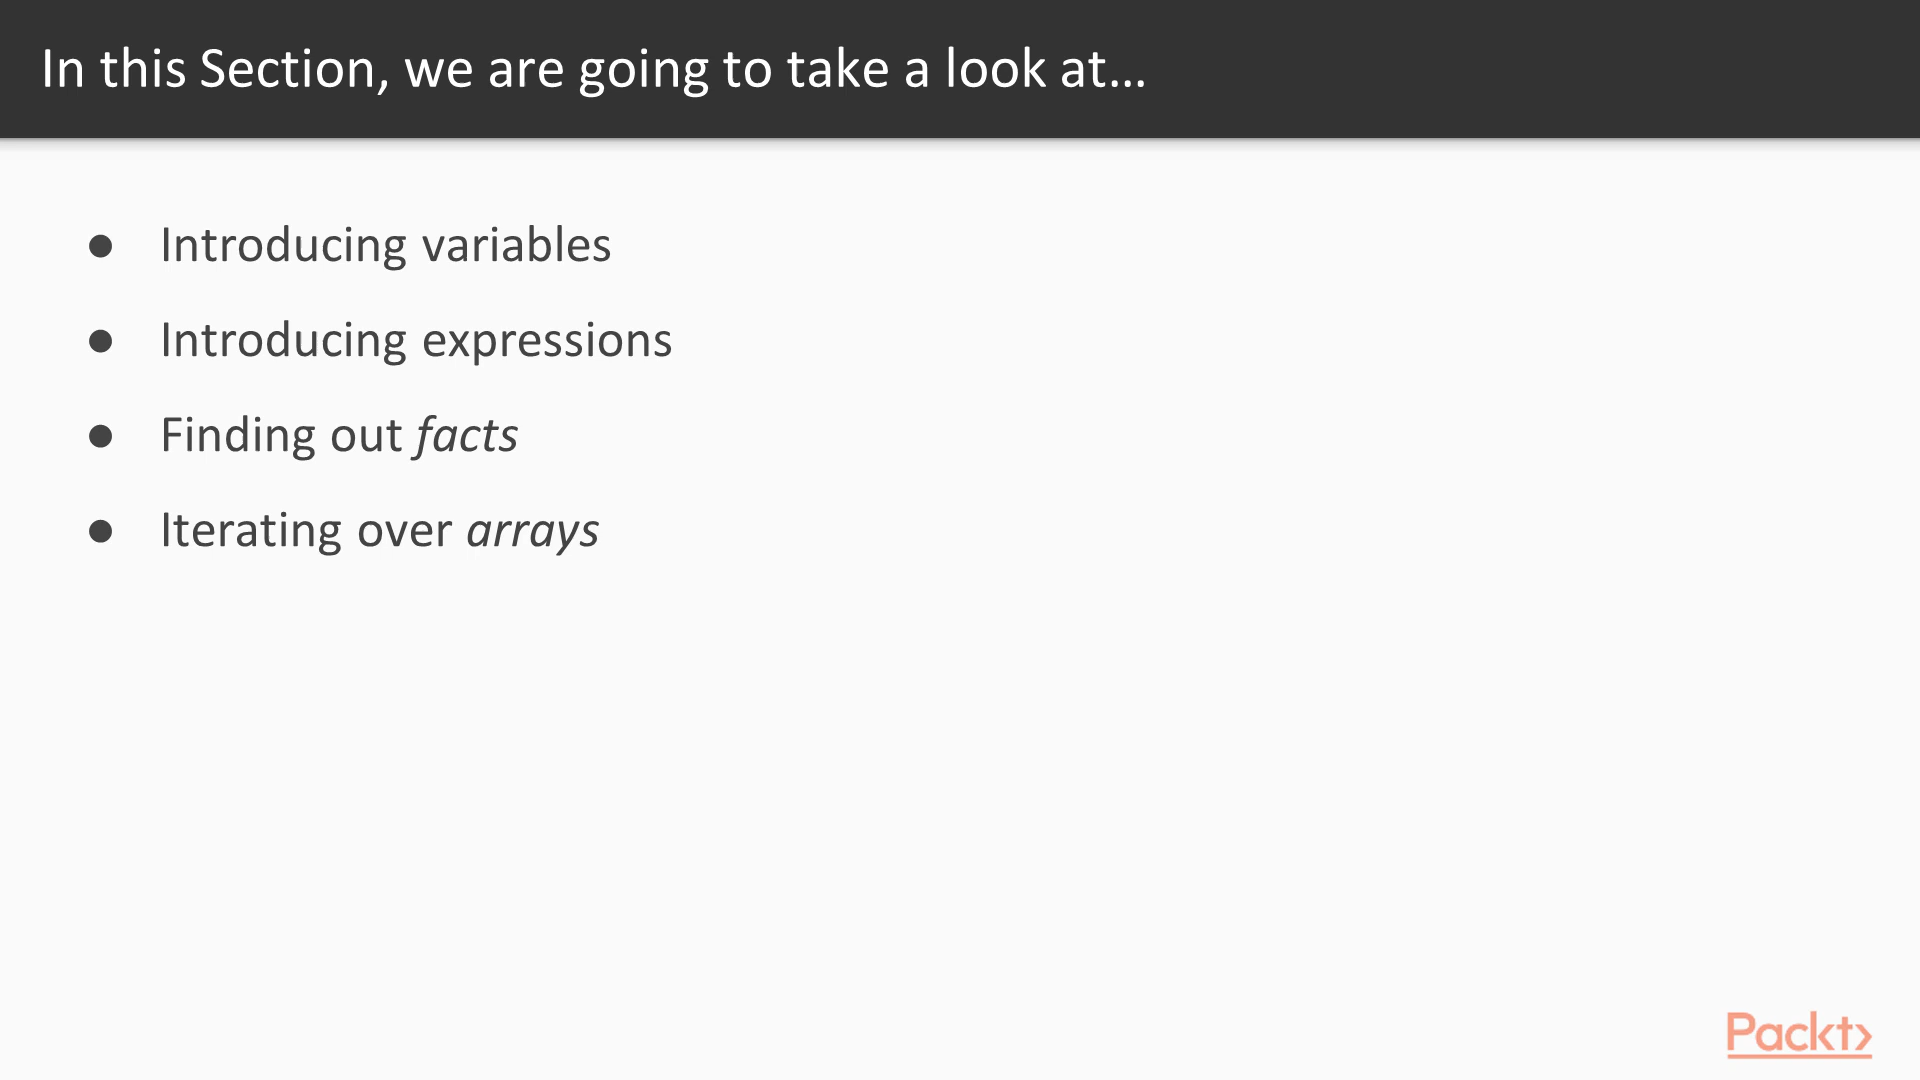 In this Section, we are going to take a look at...
● Introducing variables
● Introducing expressions
● Finding out facts
● Iterating over arrays
Packt>